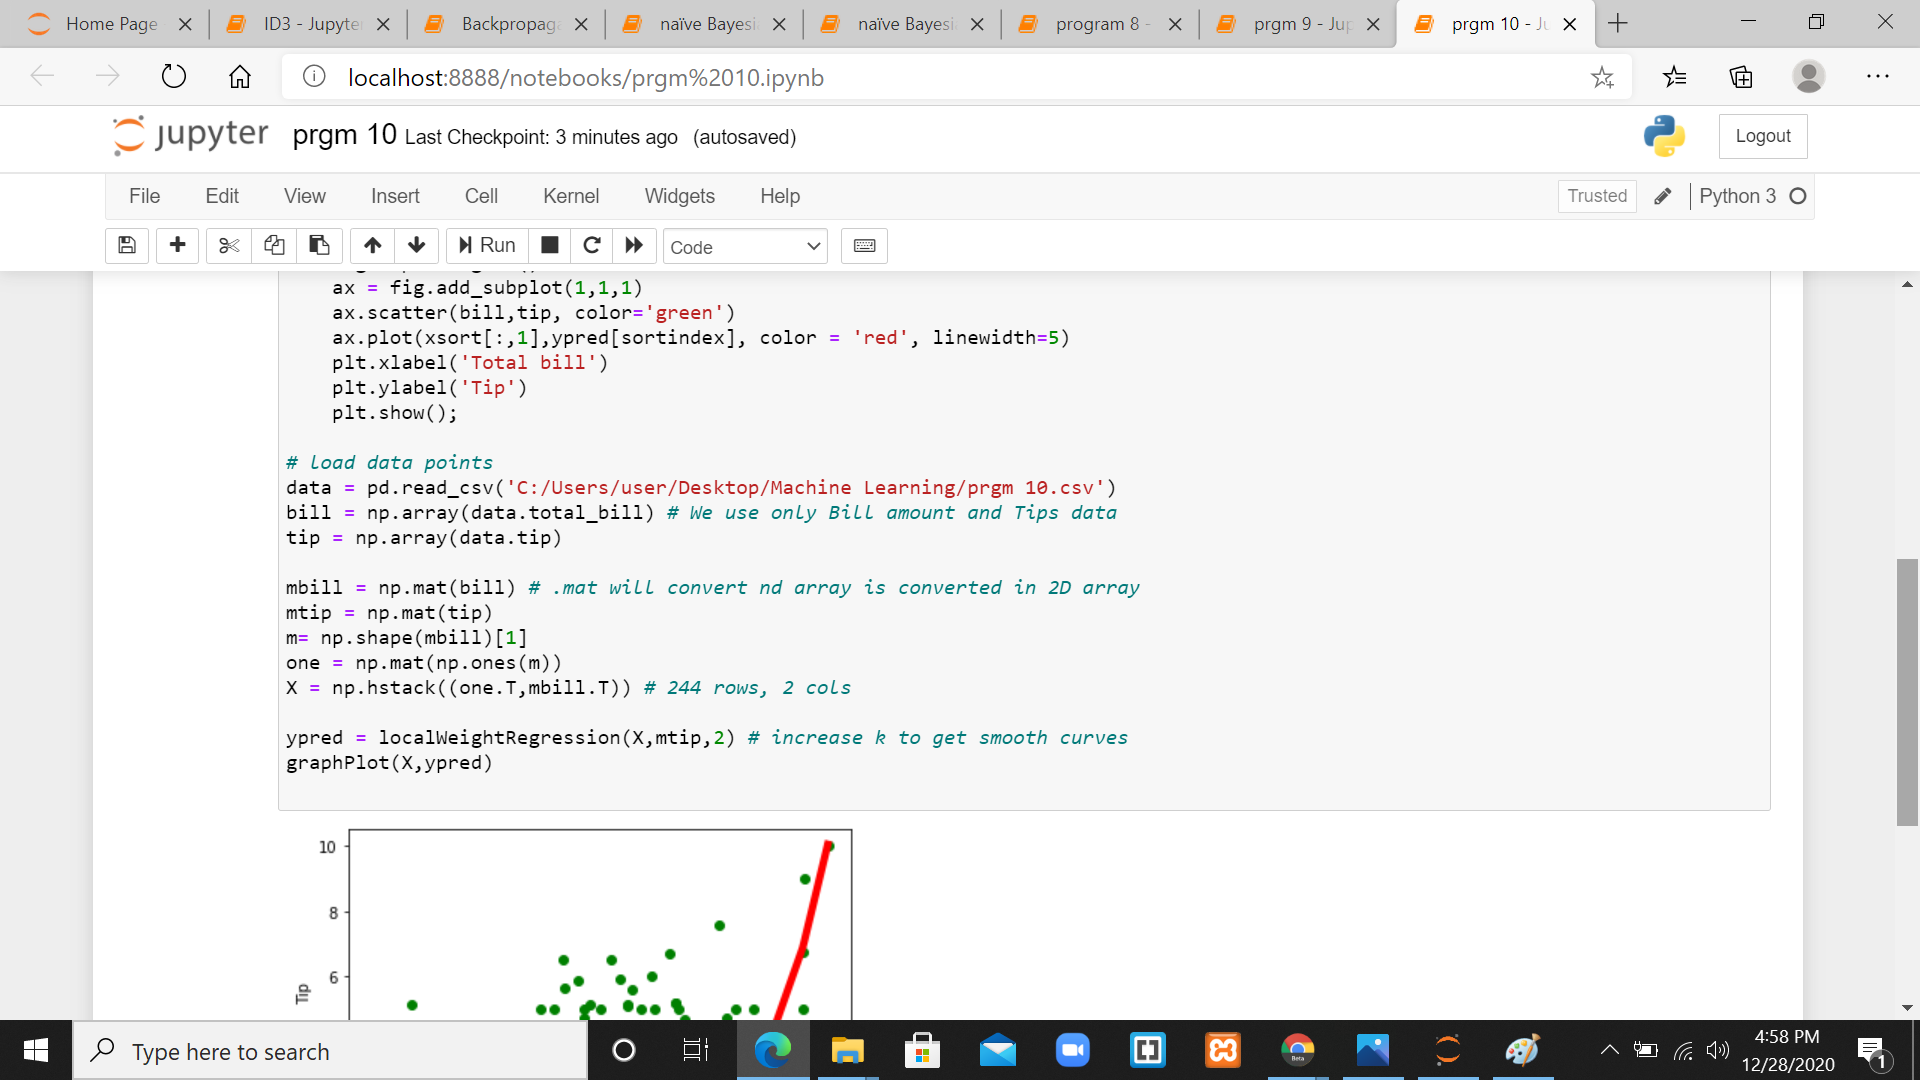 Home Page
ID3 - Jupyte
Backpropaga
naïve Bayesi
naïve Bayesi
program 8 -
prgm 9 - Jup
prgm 10 - Ju
localhost:8888/notebooks/prgm%2010.ipynb
jupyter prgm 10 Last Checkpoint: 3 minutes ago (autosaved)
Logout
File Edit View Insert Cell Kernel Widgets Help
Trusted
Python 3
Run
Code
ax = fig.add_subplot(1,1,1)
ax.scatter(bill,tip, color='green')
ax.plot(xsort[:,1],ypred[sortindex], color = 'red', linewidth=5)
plt.xlabel('Total bill')
plt.ylabel('Tip')
plt.show();
# load data points
data = pd.read_csv('C:/Users/user/Desktop/Machine Learning/prgm 10.csv')
bill = np.array(data.total_bill) # We use only Bill amount and Tips data
tip = np.array(data.tip)
mbill = np.mat(bill) # .mat will convert nd array is converted in 2D array
mtip = np.mat(tip)
m= np.shape(mbill)[1]
one = np.mat(np.ones(m))
X = np.hstack((one.T,mbill.T)) # 244 rows, 2 cols
ypred = localWeightRegression(X,mtip,2) # increase k to get smooth curves
graphPlot(X,ypred)
10
8
6
Tip
Type here to search
Beta
4:58 PM
12/28/2020
1